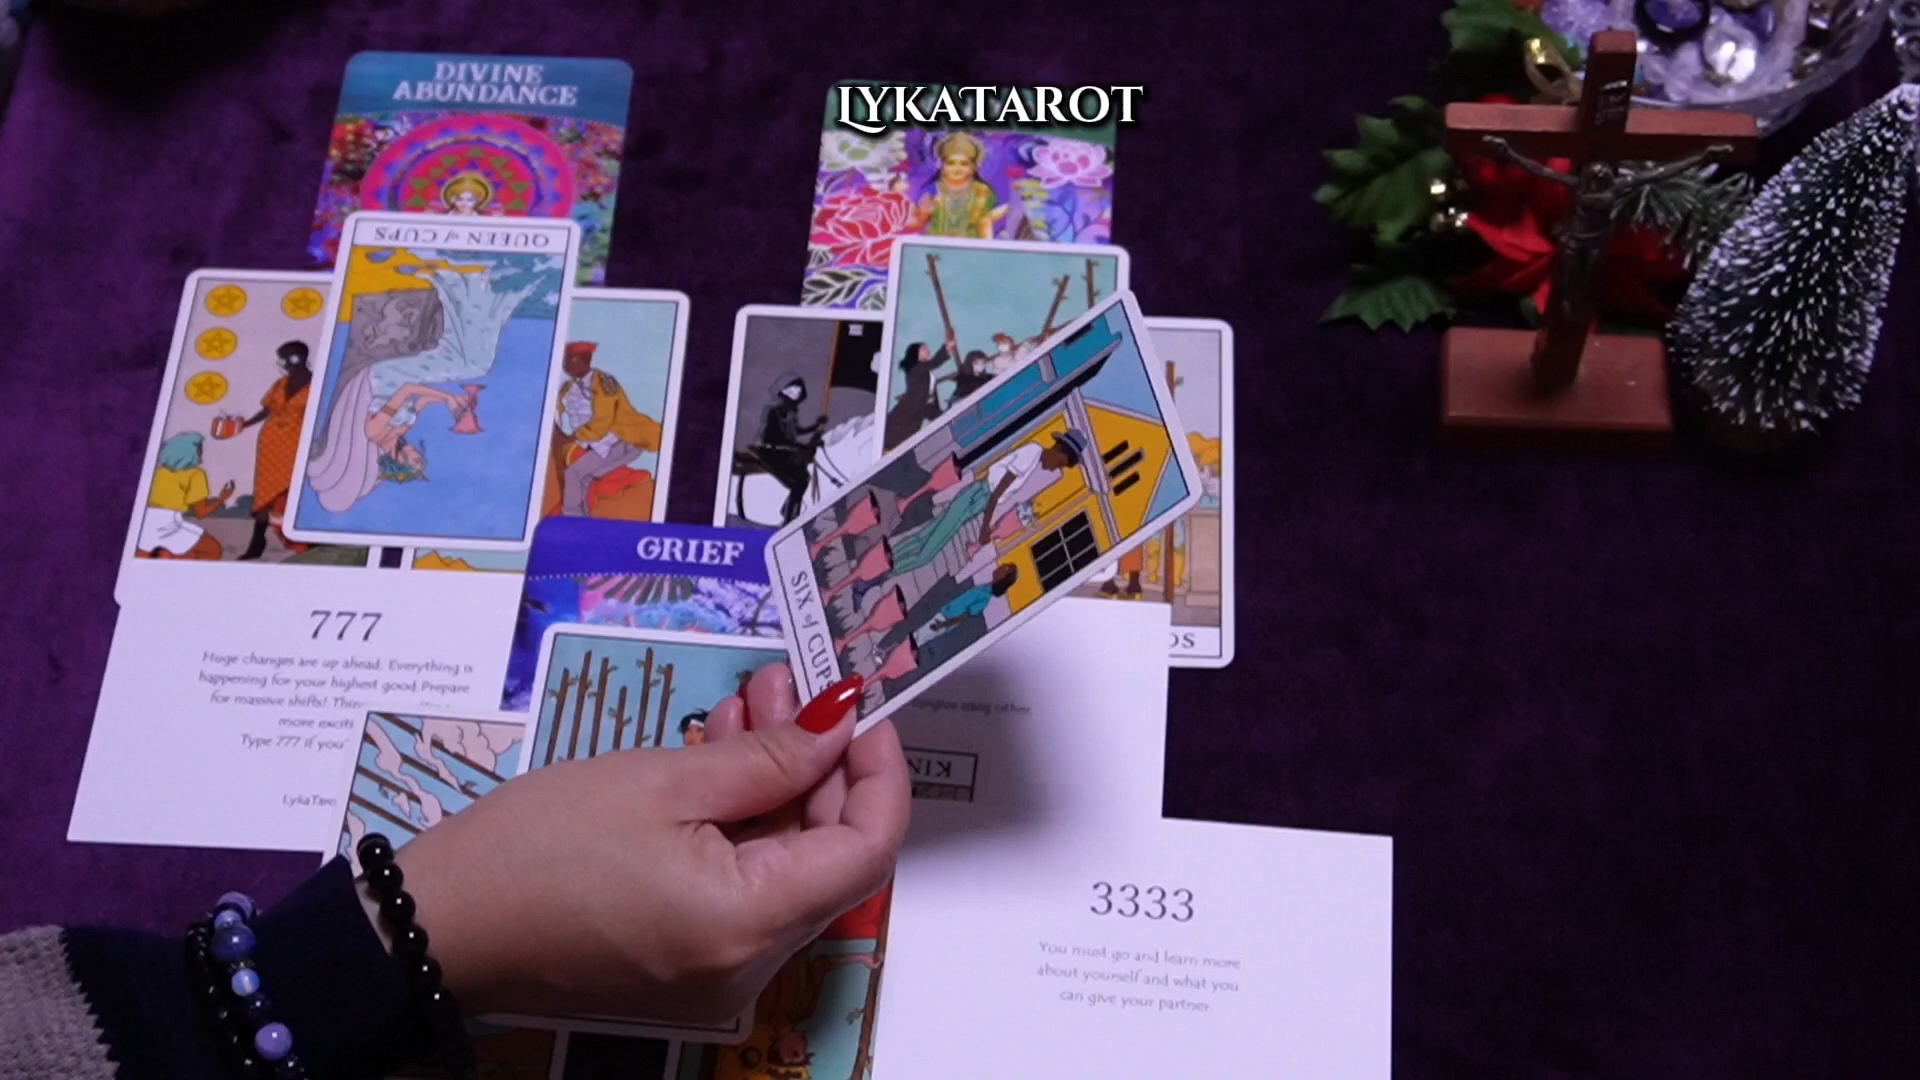 DIVINE
ABUNDANCE
LYKATAROT
QUEEN of CUPS
GRIEF
SIX of CUPS
777
Huge changes are up ahead. Everything is
happening for your highest good. Prepare
for massive shifts!
more
Type 777 if you'
KIN
3333
You must go and learn more
about yourself and what you
can give your partner.